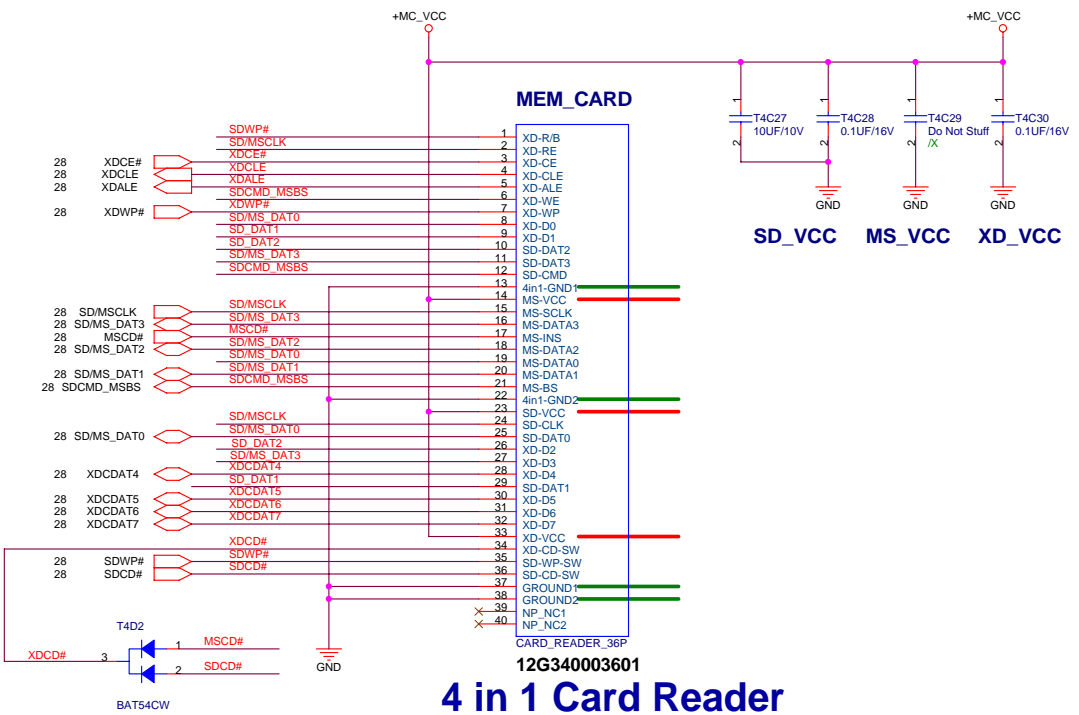 +MC_VCC
+MC_VCC
MEM_CARD
1
T4C27
10UF/10V
2
1
T4C28
0.1UF/16V
2
1
T4C29
Do Not Stuff
/X
2
1
T4C30
0.1UF/16V
2
GND
GND
GND
SD_VCC
MS_VCC
XD_VCC
SDWP# 1 XD-R/B
SD/MSCLK 2 XD-RE
28 XDCE# XDCE# 3 XD-CE
28 XDCLE XDCLE 4 XD-CLE
28 XDALE XDALE 5 XD-ALE
SDCMD_MSBS 6 XD-WE
28 XDWP# XDWP# 7 XD-WP
SD/MS_DAT0 8 XD-D0
SD_DAT1 9 XD-D1
SD_DAT2 10 SD-DAT2
SD/MS_DAT3 11 SD-DAT3
SDCMD_MSBS 12 SD-CMD
13 4in1-GND1
14 MS-VCC
28 SD/MSCLK SD/MSCLK 15 MS-SCLK
28 SD/MS_DAT3 SD/MS_DAT3 16 MS-DATA3
28 MSCD# MSCD# 17 MS-INS
28 SD/MS_DAT2 SD/MS_DAT2 18 MS-DATA2
SD/MS_DAT0 19 MS-DATA0
28 SD/MS_DAT1 SD/MS_DAT1 20 MS-DATA1
28 SDCMD_MSBS SDCMD_MSBS 21 MS-BS
22 4in1-GND2
23 SD-VCC
SD/MSCLK 24 SD-CLK
28 SD/MS_DAT0 SD/MS_DAT0 25 SD-DAT0
SD_DAT2 26 XD-D2
SD/MS_DAT3 27 XD-D3
28 XDCDAT4 XDCDAT4 28 XD-D4
SD_DAT1 29 SD-DAT1
28 XDCDAT5 XDCDAT5 30 XD-D5
28 XDCDAT6 XDCDAT6 31 XD-D6
28 XDCDAT7 XDCDAT7 32 XD-D7
33 XD-VCC
XDCD# 34 XD-CD-SW
28 SDWP# SDWP# 35 SD-WP-SW
28 SDCD# SDCD# 36 SD-CD-SW
37 GROUND1
38 GROUND2
39 NP_NC1
40 NP_NC2
CARD_READER_36P
12G340003601
GND
T4D2
XDCD# 3
1 MSCD#
2 SDCD#
BAT54CW
4 in 1 Card Reader